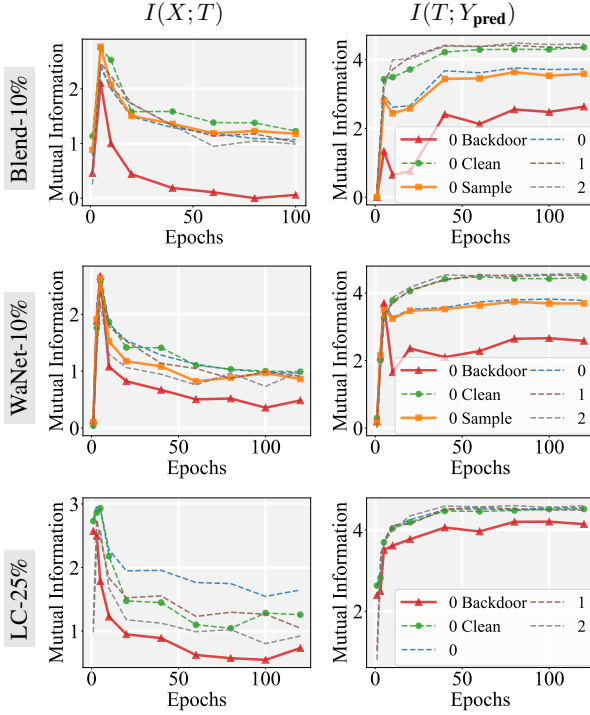 I(X;T)
I(T;Y_pred)
Blend-10%
Mutual Information
2
1
0
0
50
100
Epochs
Mutual Information
4
2
0
0
50
100
Epochs
0 Backdoor
0 Clean
0 Sample
0
1
2
WaNet-10%
Mutual Information
2
1
0
0
50
100
Epochs
Mutual Information
4
2
0
0
50
100
Epochs
0 Backdoor
0 Clean
0 Sample
0
1
2
LC-25%
Mutual Information
3
2
1
0
50
100
Epochs
Mutual Information
4
2
0
50
100
Epochs
0 Backdoor
0 Clean
0
1
2